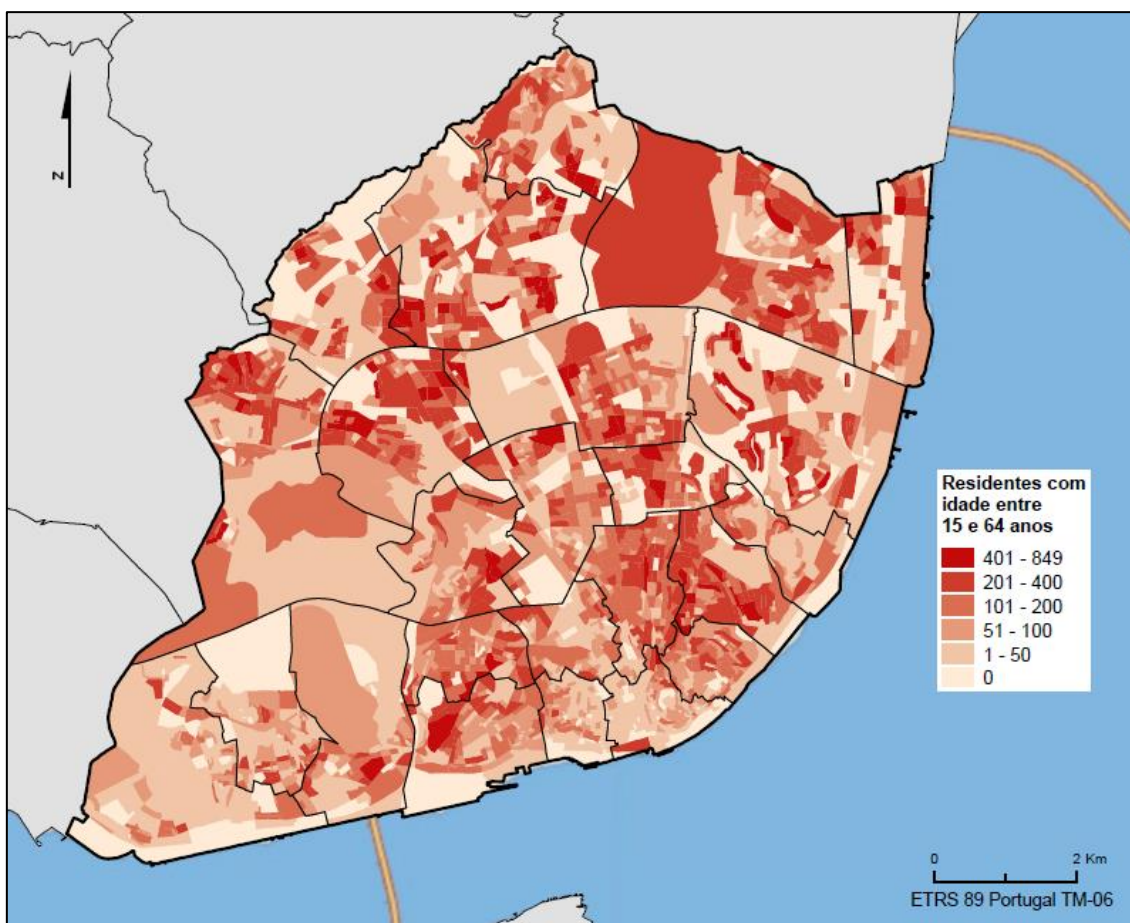 N
Residentes com
idade entre
15 e 64 anos
401 - 849
201 - 400
101 - 200
51 - 100
1 - 50
0
0 2 Km
ETRS 89 Portugal TM-06